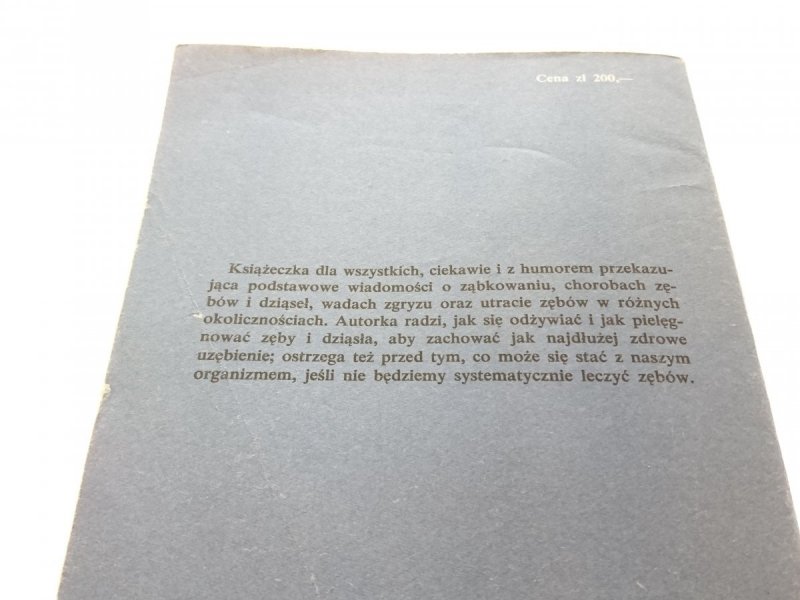 Cena zł 200,—
Książeczka dla wszystkich, ciekawie i z humorem przekazu-
jąca podstawowe wiadomości o ząbkowaniu, chorobach zę-
bów i dziąseł, wadach zgryzu oraz utracie zębów w różnych
okolicznościach. Autorka radzi, jak się odżywiać i jak pielęg-
nować zęby i dziąsła, aby zachować jak najdłużej zdrowe
uzębienie; ostrzega też przed tym, co może się stać z naszym
organizmem, jeśli nie będziemy systematycznie leczyć zębów.